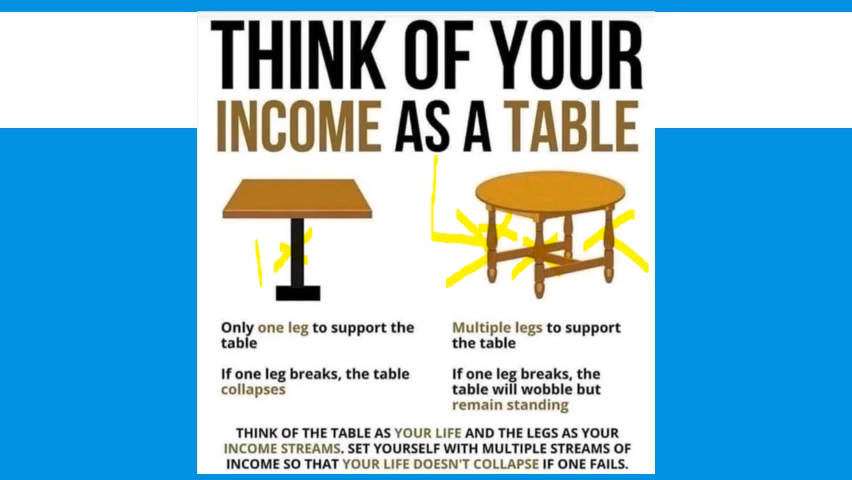 THINK OF YOUR
INCOME AS A TABLE
Only one leg to support the
table
If one leg breaks, the table
collapses
Multiple legs to support
the table
If one leg breaks, the
table will wobble but
remain standing
THINK OF THE TABLE AS YOUR LIFE AND THE LEGS AS YOUR
INCOME STREAMS. SET YOURSELF WITH MULTIPLE STREAMS OF
INCOME SO THAT YOUR LIFE DOESN'T COLLAPSE IF ONE FAILS.